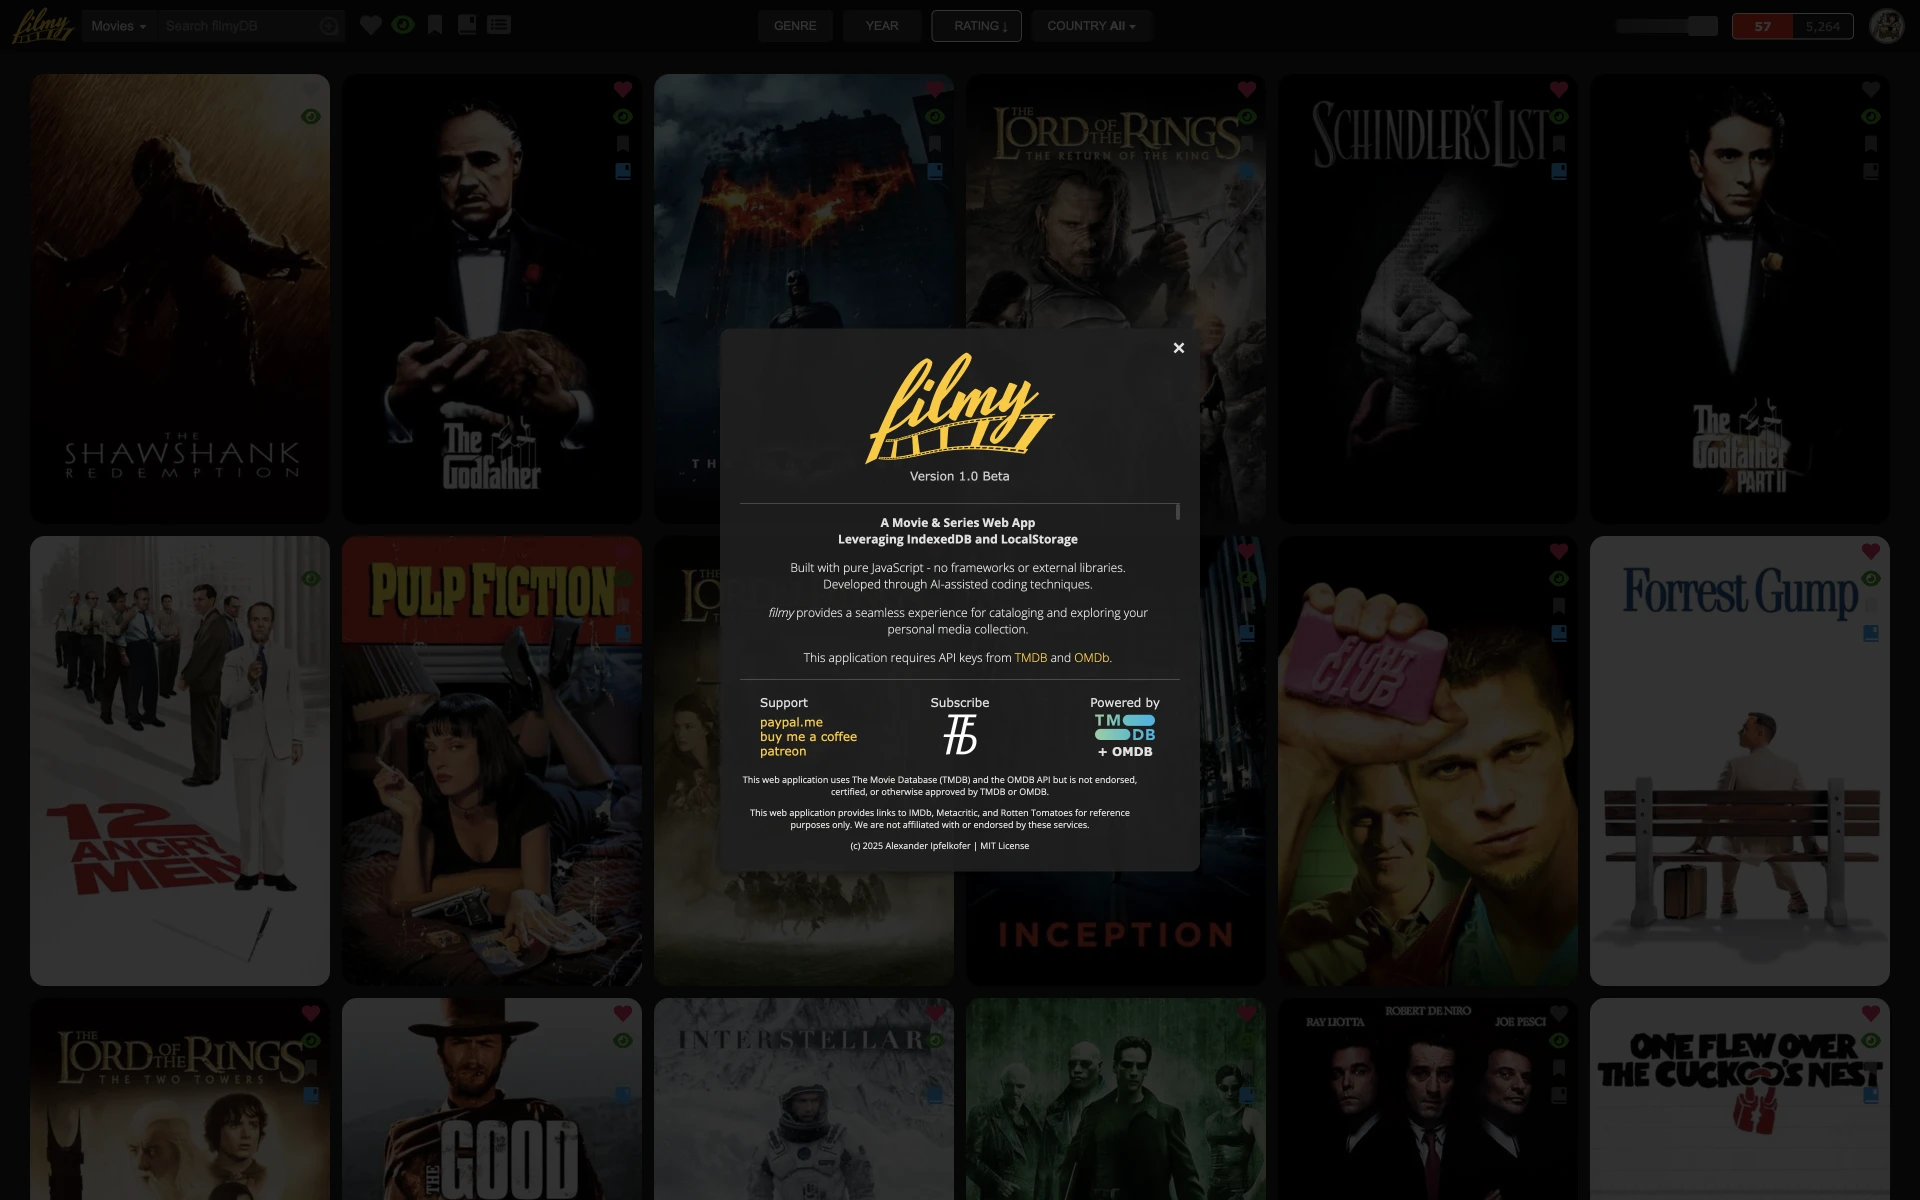 filmy
Movies
Search filmyDB
GENRE
YEAR
RATING ↓
COUNTRY All
57
5,264
THE
SHAWSHANK
REDEMPTION
The
Godfather
TH
THE
LORD OF THE RINGS
THE RETURN OF THE KING
SCHINDLER'S LIST
The
Godfather
PART II
filmy
Version 1.0 Beta
A Movie & Series Web App
Leveraging IndexedDB and LocalStorage
Built with pure JavaScript - no frameworks or external libraries.
Developed through AI-assisted coding techniques.
filmy provides a seamless experience for cataloging and exploring your
personal media collection.
This application requires API keys from TMDB and OMDb.
Support
paypal.me
buy me a coffee
patreon
Subscribe
Powered by
TM
DB
+ OMDB
This web application uses The Movie Database (TMDB) and the OMDB API but is not endorsed,
certified, or otherwise approved by TMDB or OMDB.
This web application provides links to IMDb, Metacritic, and Rotten Tomatoes for reference
purposes only. We are not affiliated with or endorsed by these services.
(c) 2025 Alexander Ipfelkofer | MIT License
12
ANGRY
MEN
PULP FICTION
THE
LO
INCEPTION
FIGHT
CLUB
Forrest Gump
THE
LORD OF THE RINGS
THE TWO TOWERS
THE
GOOD
INTERSTELLAR
RAY LIOTTA
ROBERT DE NIRO
JOE PESCI
ONE FLEW OVER
THE CUCKOO'S NEST